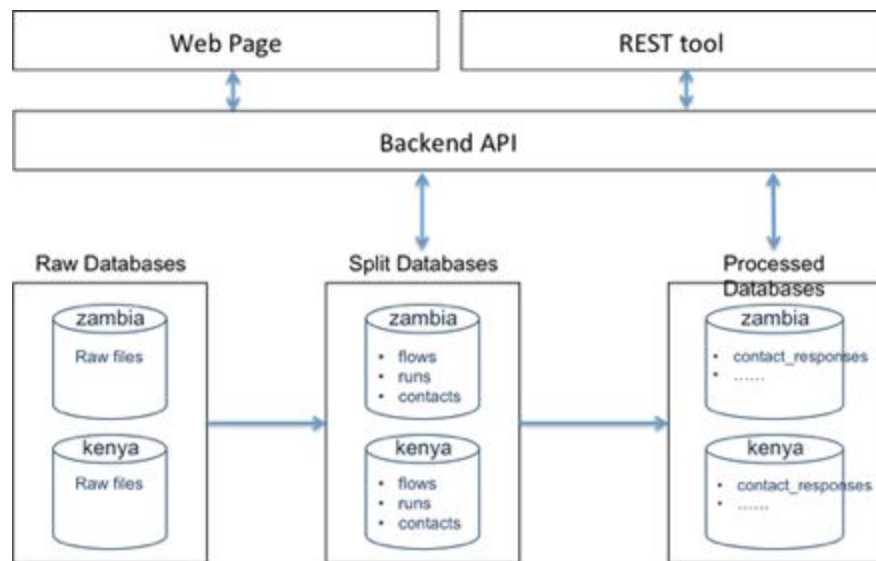 Web Page
REST tool
Backend API
Raw Databases
Split Databases
Processed
Databases
zambia
Raw files
kenya
Raw files
zambia
• flows
• runs
• contacts
kenya
• flows
• runs
• contacts
zambia
• contact_responses
• ......
kenya
• contact_responses
• ......